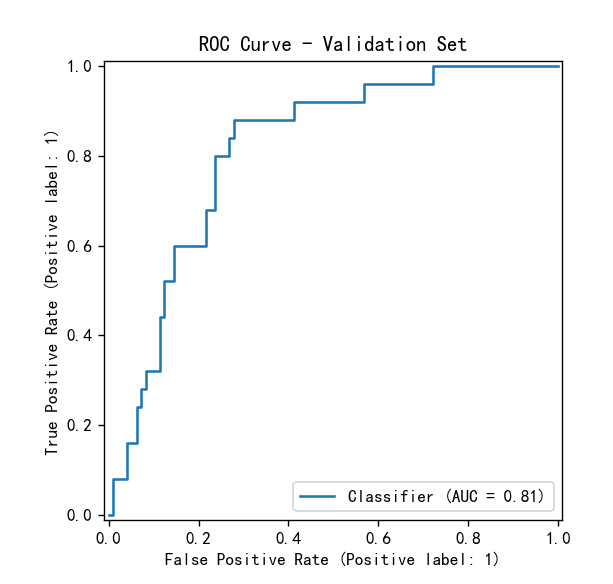 ROC Curve - Validation Set
True Positive Rate (Positive label: 1)
1.0
0.8
0.6
0.4
0.2
0.0
Classifier (AUC = 0.81)
0.0 0.2 0.4 0.6 0.8 1.0
False Positive Rate (Positive label: 1)